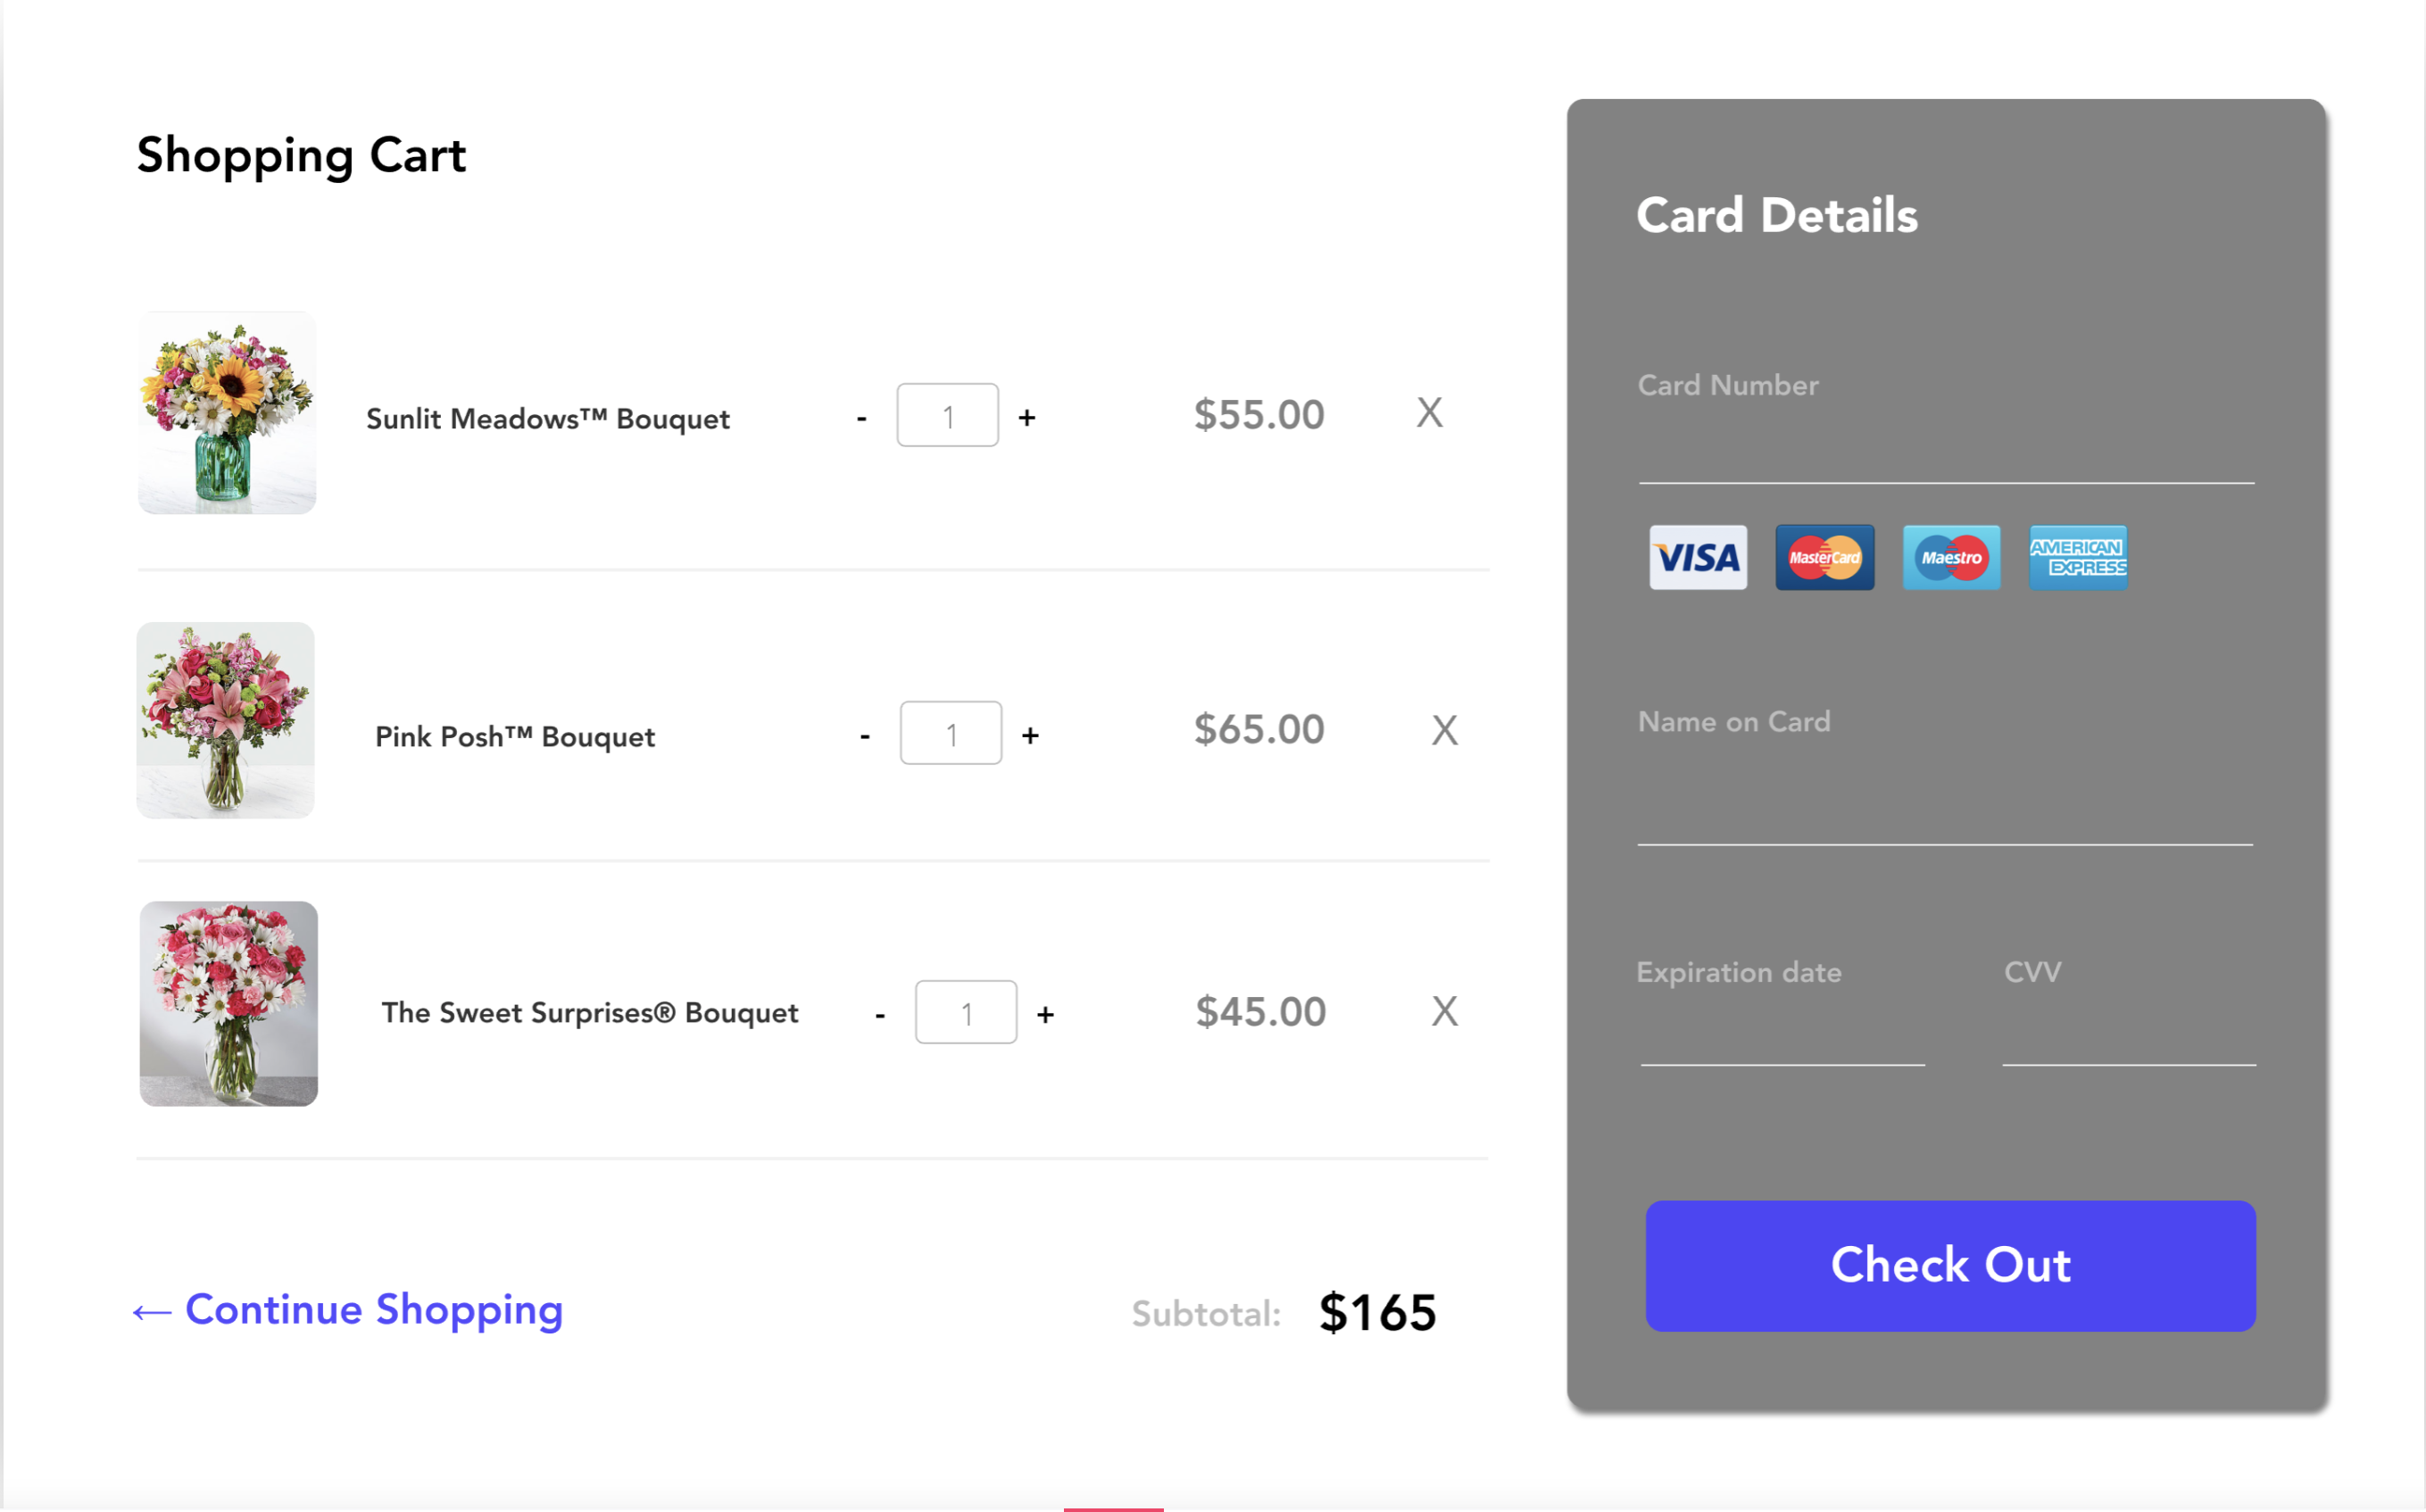 Shopping Cart
Sunlit Meadows™ Bouquet - 1 + $55.00 X
Pink Posh™ Bouquet - 1 + $65.00 X
The Sweet Surprises® Bouquet - 1 + $45.00 X
← Continue Shopping
Subtotal: $165
Card Details
Card Number
VISA MasterCard Maestro AMERICAN EXPRESS
Name on Card
Expiration date CVV
Check Out